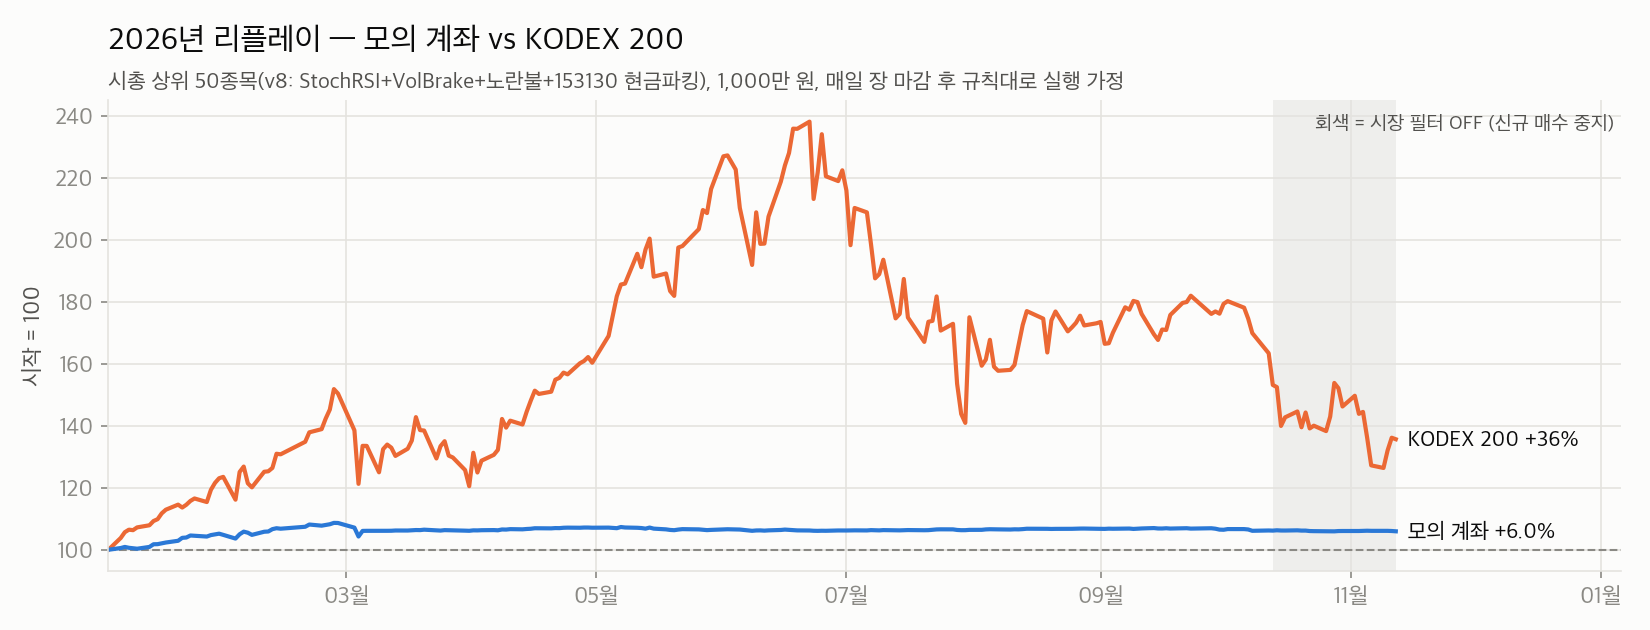 2026년 리플레이 — 모의 계좌 vs KODEX 200
시총 상위 50종목(v8: StochRSI+VolBrake+노란불+153130 현금파킹), 1,000만 원, 매일 장 마감 후 규칙대로 실행 가정
회색 = 시장 필터 OFF (신규 매수 중지)
시작 = 100
240
220
200
180
160
140
120
100
KODEX 200 +36%
모의 계좌 +6.0%
03월
05월
07월
09월
11월
01월